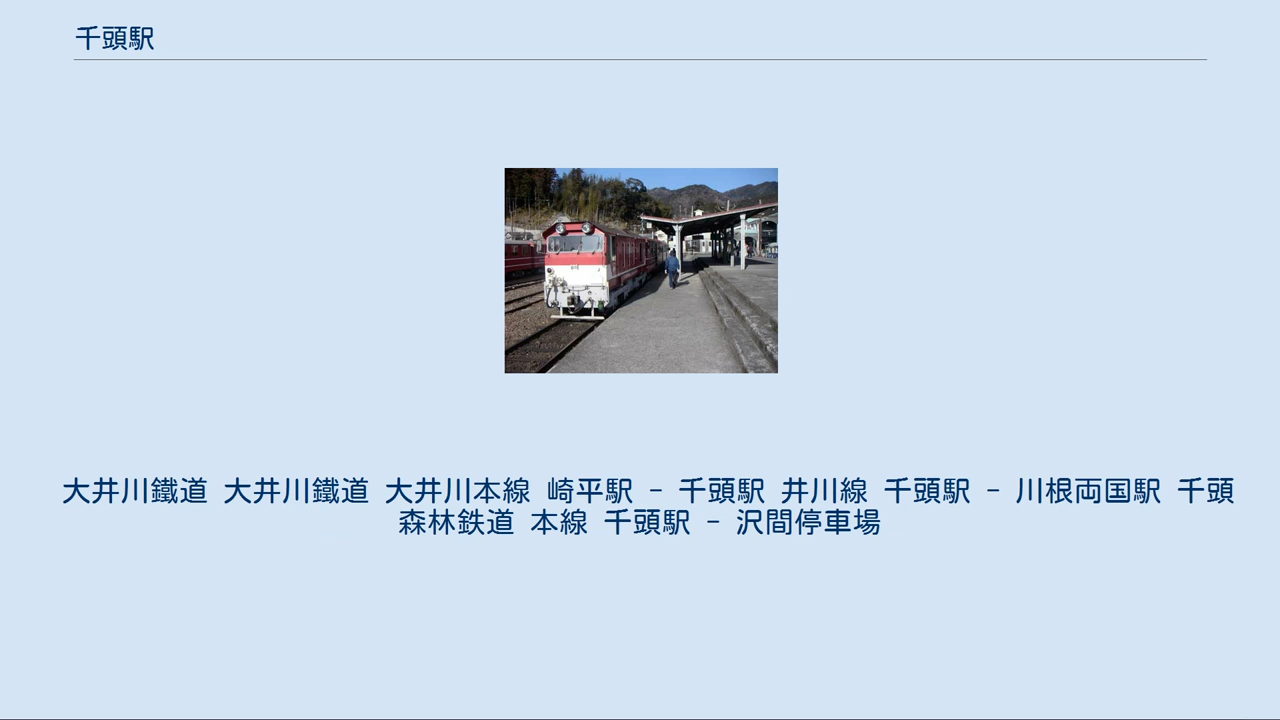 千頭駅
大井川鐵道 大井川鐵道 大井川本線 崎平駅 - 千頭駅 井川線 千頭駅 - 川根両国駅 千頭
森林鉄道 本線 千頭駅 - 沢間停車場